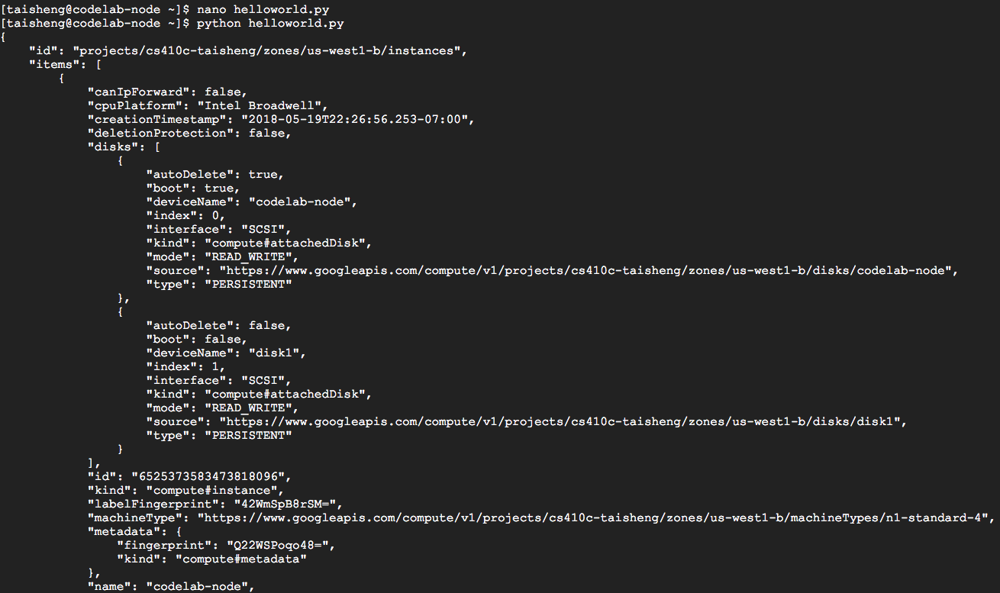 [taisheng@codelab-node ~]$ nano helloworld.py
[taisheng@codelab-node ~]$ python helloworld.py
{
    "id": "projects/cs410c-taisheng/zones/us-west1-b/instances",
    "items": [
        {
            "canIpForward": false,
            "cpuPlatform": "Intel Broadwell",
            "creationTimestamp": "2018-05-19T22:26:56.253-07:00",
            "deletionProtection": false,
            "disks": [
                {
                    "autoDelete": true,
                    "boot": true,
                    "deviceName": "codelab-node",
                    "index": 0,
                    "interface": "SCSI",
                    "kind": "compute#attachedDisk",
                    "mode": "READ_WRITE",
                    "source": "https://www.googleapis.com/compute/v1/projects/cs410c-taisheng/zones/us-west1-b/disks/codelab-node",
                    "type": "PERSISTENT"
                },
                {
                    "autoDelete": false,
                    "boot": false,
                    "deviceName": "disk1",
                    "index": 1,
                    "interface": "SCSI",
                    "kind": "compute#attachedDisk",
                    "mode": "READ_WRITE",
                    "source": "https://www.googleapis.com/compute/v1/projects/cs410c-taisheng/zones/us-west1-b/disks/disk1",
                    "type": "PERSISTENT"
                }
            ],
            "id": "6525373583473818096",
            "kind": "compute#instance",
            "labelFingerprint": "42WmSpB8rSM=",
            "machineType": "https://www.googleapis.com/compute/v1/projects/cs410c-taisheng/zones/us-west1-b/machineTypes/n1-standard-4",
            "metadata": {
                "fingerprint": "Q22WSPoqo48=",
                "kind": "compute#metadata"
            },
            "name": "codelab-node",